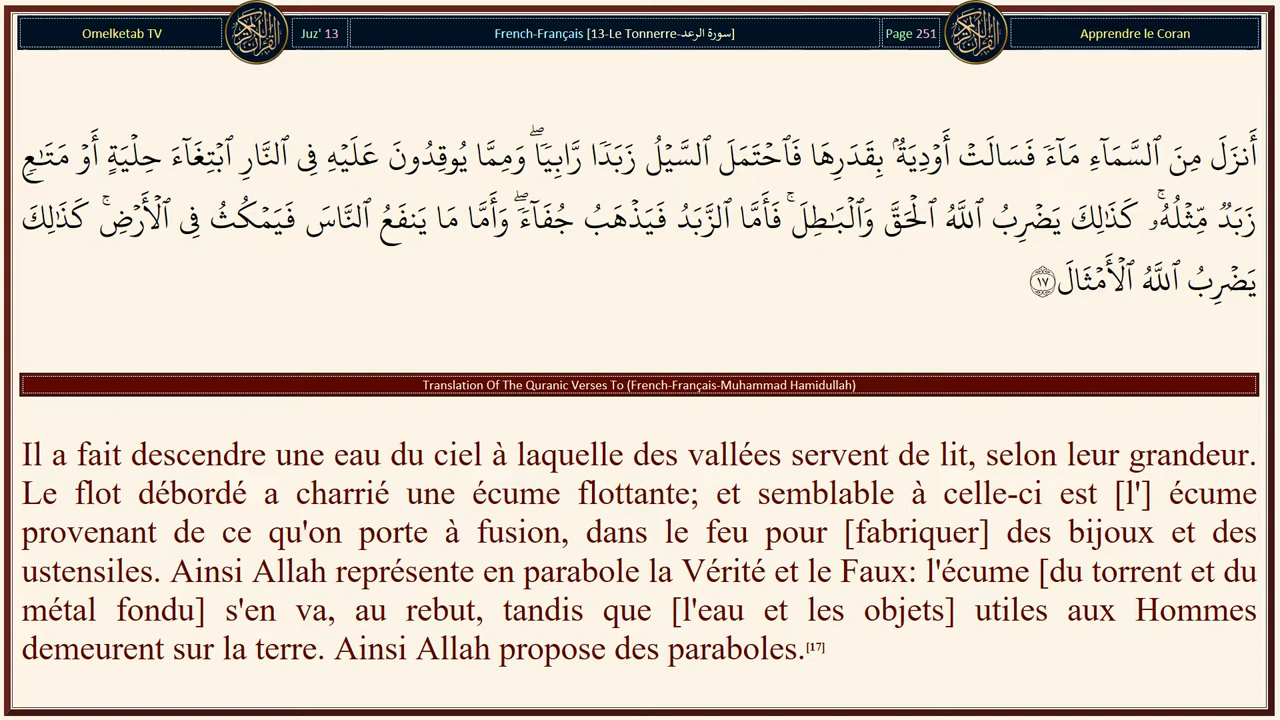 Omelketab TV
Juz' 13
French-Français [13-Le Tonnerre-سورة الرعد]
Page 251
Apprendre le Coran
أَنزَلَ مِنَ ٱلسَّمَآءِ مَآءٗ فَسَالَتۡ أَوۡدِيَةُۢ بِقَدَرِهَا فَٱحۡتَمَلَ ٱلسَّيۡلُ زَبَدٗا رَّابِيٗاۖ وَمِمَّا يُوقِدُونَ عَلَيۡهِ فِى ٱلنَّارِ ٱبۡتِغَآءَ حِلۡيَةٍ أَوۡ مَتَٰعٖ
زَبَدٞ مِّثۡلُهُۥۚ كَذَٰلِكَ يَضۡرِبُ ٱللَّهُ ٱلۡحَقَّ وَٱلۡبَٰطِلَۚ فَأَمَّا ٱلزَّبَدُ فَيَذۡهَبُ جُفَآءٗۖ وَأَمَّا مَا يَنفَعُ ٱلنَّاسَ فَيَمۡكُثُ فِى ٱلۡأَرۡضِۚ كَذَٰلِكَ
يَضۡرِبُ ٱللَّهُ ٱلۡأَمۡثَالَ ١٧
Translation Of The Quranic Verses To (French-Français-Muhammad Hamidullah)
Il a fait descendre une eau du ciel à laquelle des vallées servent de lit, selon leur grandeur.
Le flot débordé a charrié une écume flottante; et semblable à celle-ci est [l'] écume
provenant de ce qu'on porte à fusion, dans le feu pour [fabriquer] des bijoux et des
ustensiles. Ainsi Allah représente en parabole la Vérité et le Faux: l'écume [du torrent et du
métal fondu] s'en va, au rebut, tandis que [l'eau et les objets] utiles aux Hommes
demeurent sur la terre. Ainsi Allah propose des paraboles.[17]